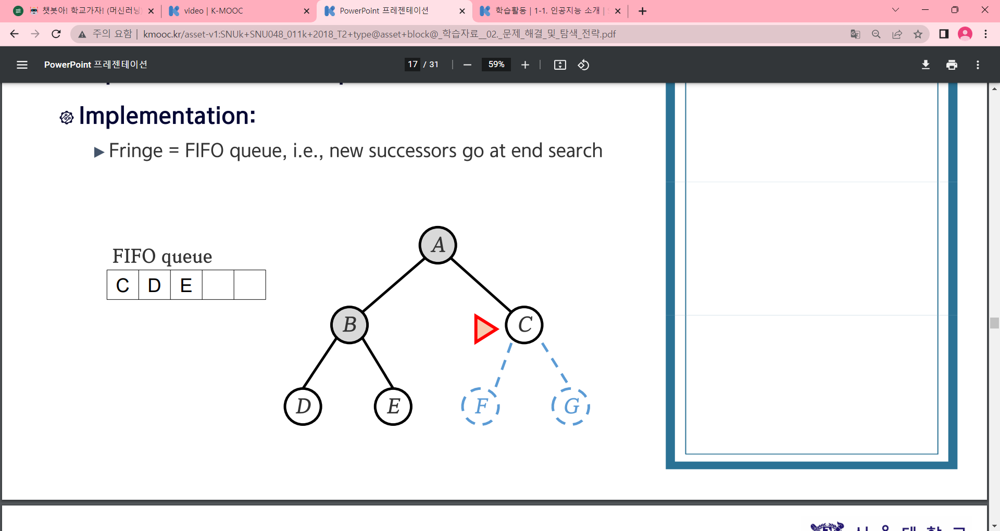 챗봇아! 학교가자! (머신러닝
video | K-MOOC
PowerPoint 프레젠테이션
학습활동 | 1-1. 인공지능 소개 |
주의 요함 | kmooc.kr/asset-v1:SNUk+SNU048_011k+2018_T2+type@asset+block@_학습자료__02._문제_해결_및_탐색_전략.pdf
PowerPoint 프레젠테이션
17 / 31
59%
Implementation:
Fringe = FIFO queue, i.e., new successors go at end search
FIFO queue
C D E
A
B
C
D
E
F
G